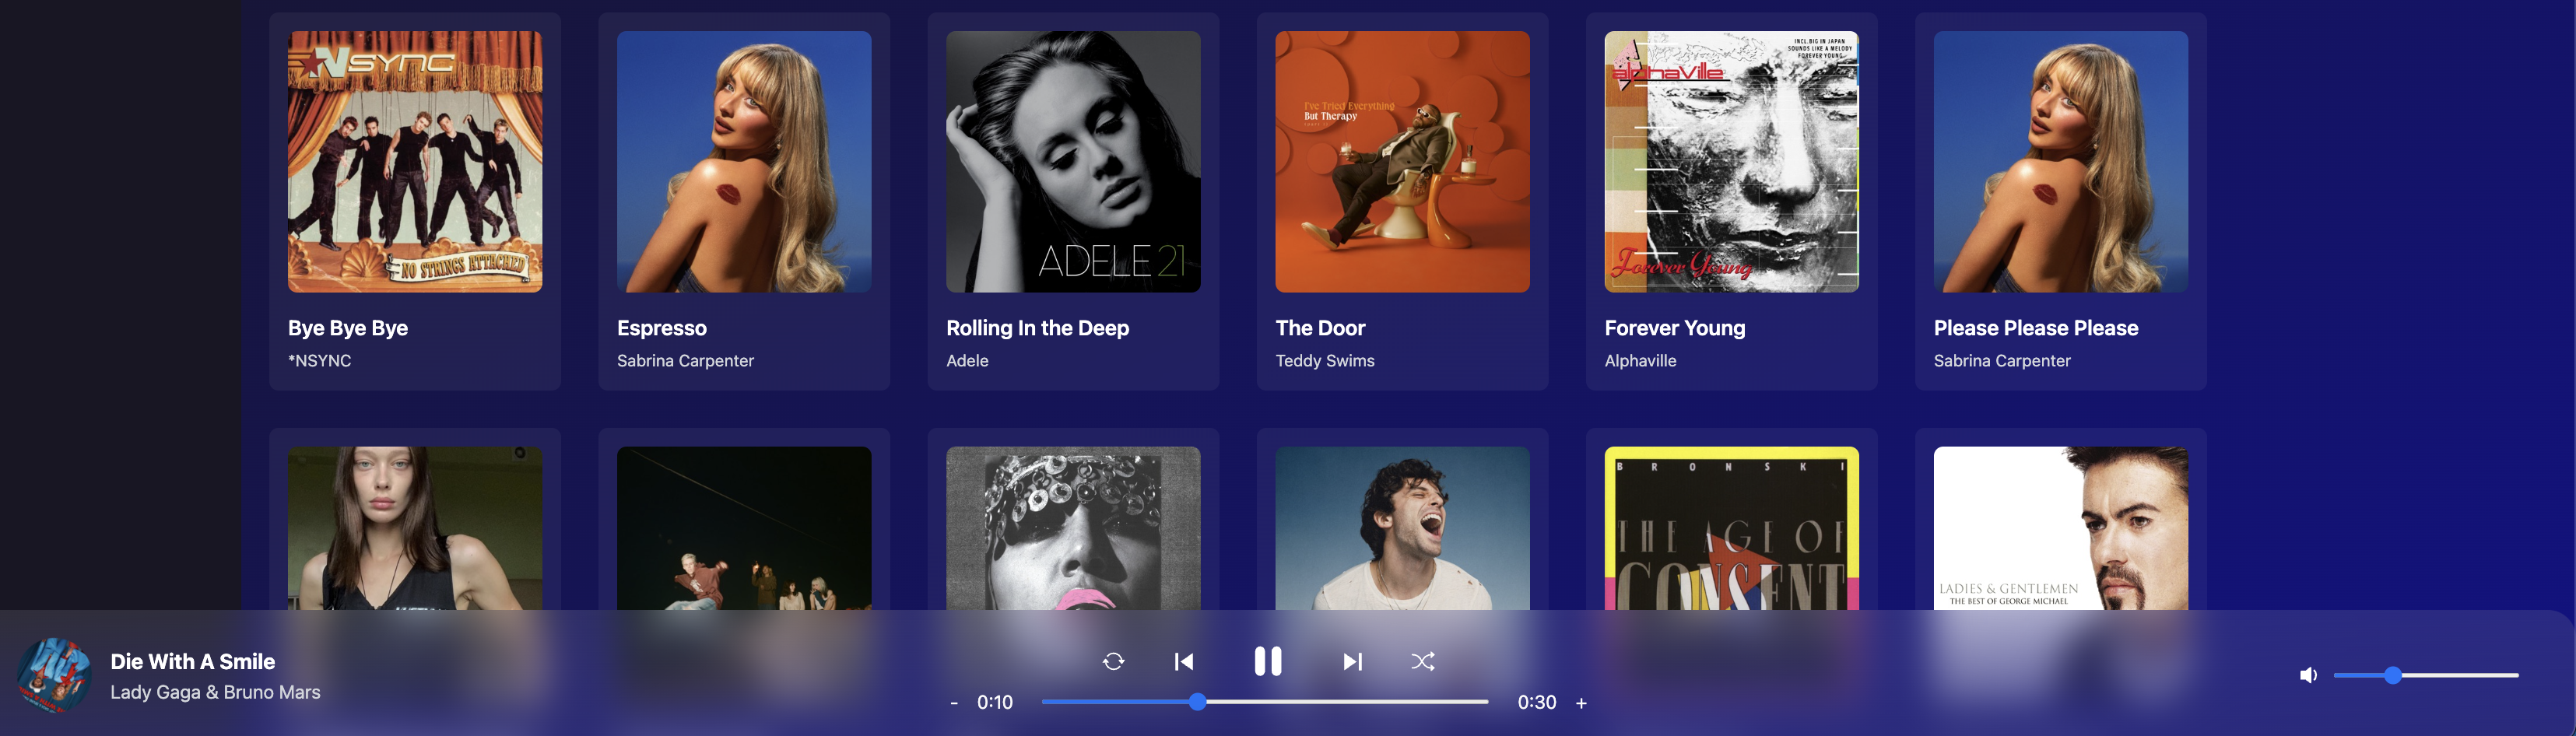 NSYNC
NO STRINGS ATTACHED
Bye Bye Bye
*NSYNC
Espresso
Sabrina Carpenter
ADELE 21
Rolling In the Deep
Adele
I've Tried Everything
But Therapy
The Door
Teddy Swims
INCL. BIG IN JAPAN
SOUNDS LIKE A MELODY
FOREVER YOUNG
alphaville
Forever Young
Forever Young
Alphaville
Please Please Please
Sabrina Carpenter
BRONSKI
THE AGE OF
CONSENT
LADIES & GENTLEMEN
THE BEST OF GEORGE MICHAEL
Die With A Smile
Lady Gaga & Bruno Mars
- 0:10
0:30 +